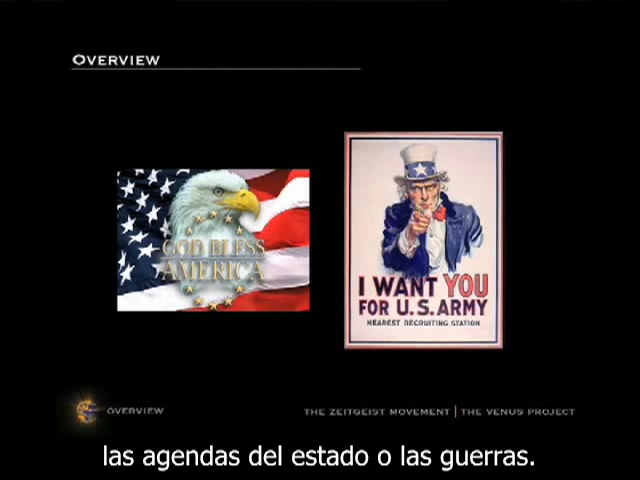 OVERVIEW
GOD BLESS
AMERICA
I WANT YOU
FOR U.S. ARMY
NEAREST RECRUITING STATION
OVERVIEW
THE ZEITGEIST MOVEMENT | THE VENUS PROJECT
las agendas del estado o las guerras.